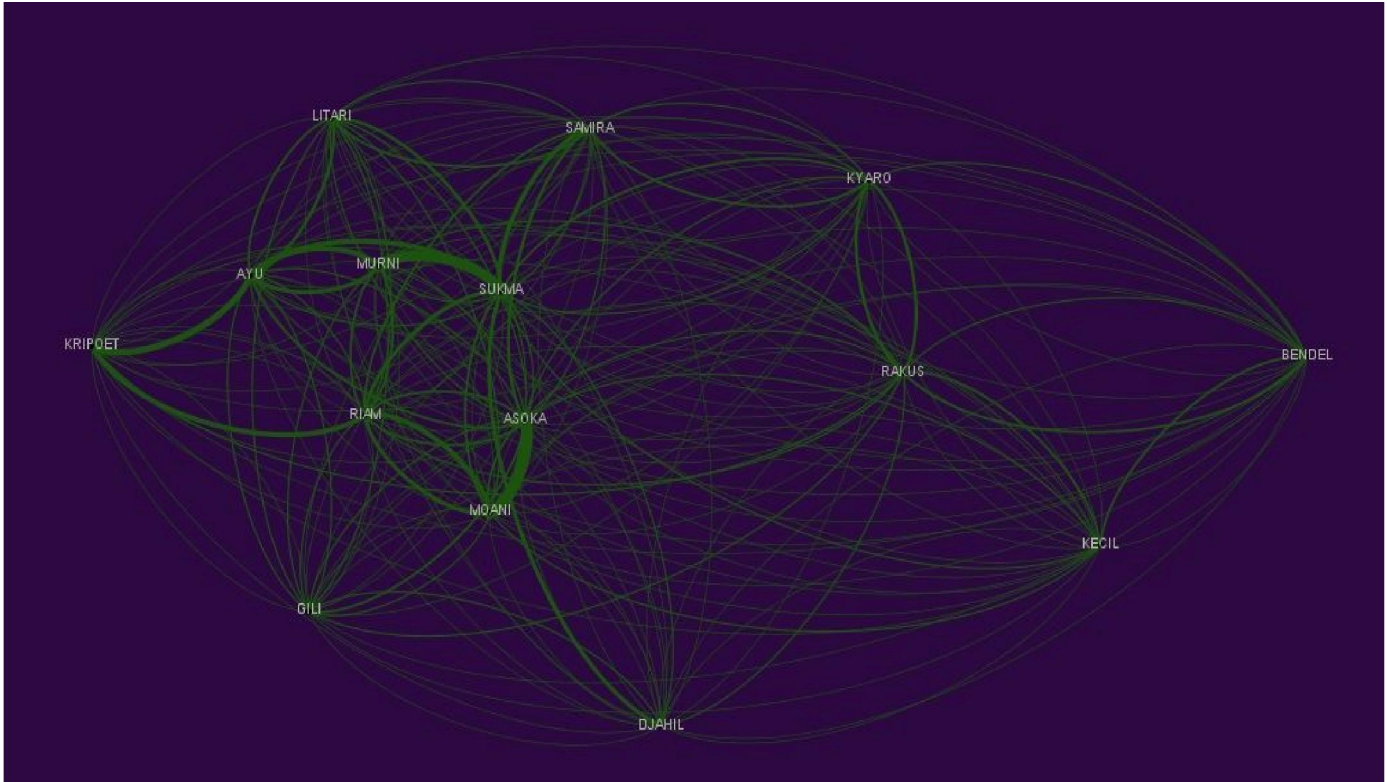 LITARI
SAMIRA
KYARO
MURNI
AYU
SUKMA
KRIPOET
BENDEL
RAKUS
RIAM
ASOKA
MOANI
KECIL
GILI
DJAHIL